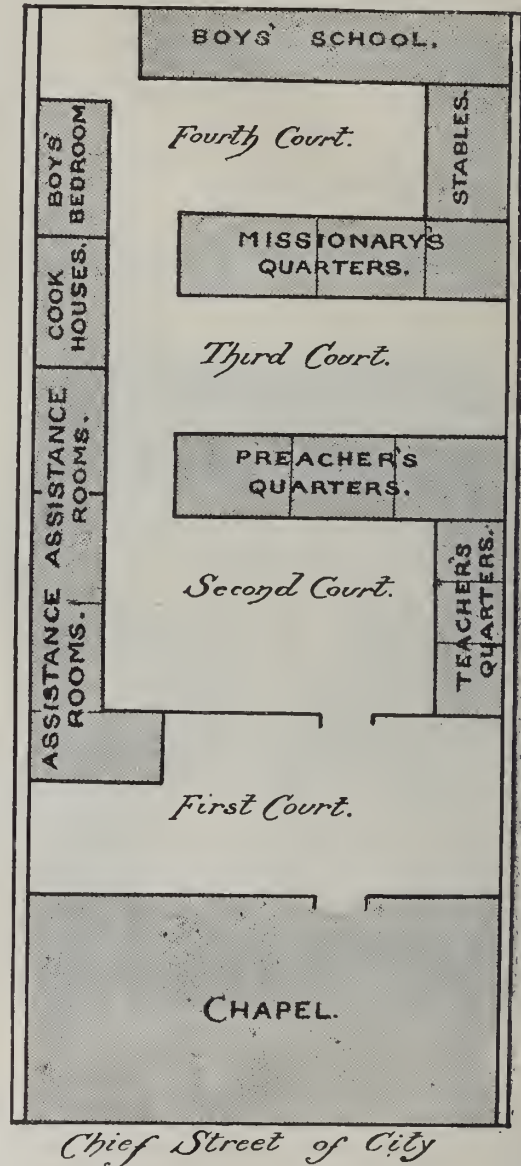 BOYS' SCHOOL.
Fourth Court.
STABLES.
BOYS'
BEDROOM
MISSIONARY'S
QUARTERS.
COOK
HOUSES.
Third Court.
ASSISTANCE
ROOMS.
PREACHER'S
QUARTERS.
Second Court.
TEACHER'S
QUARTERS.
ASSISTANCE
ROOMS.
First Court.
CHAPEL.
Chief Street of City